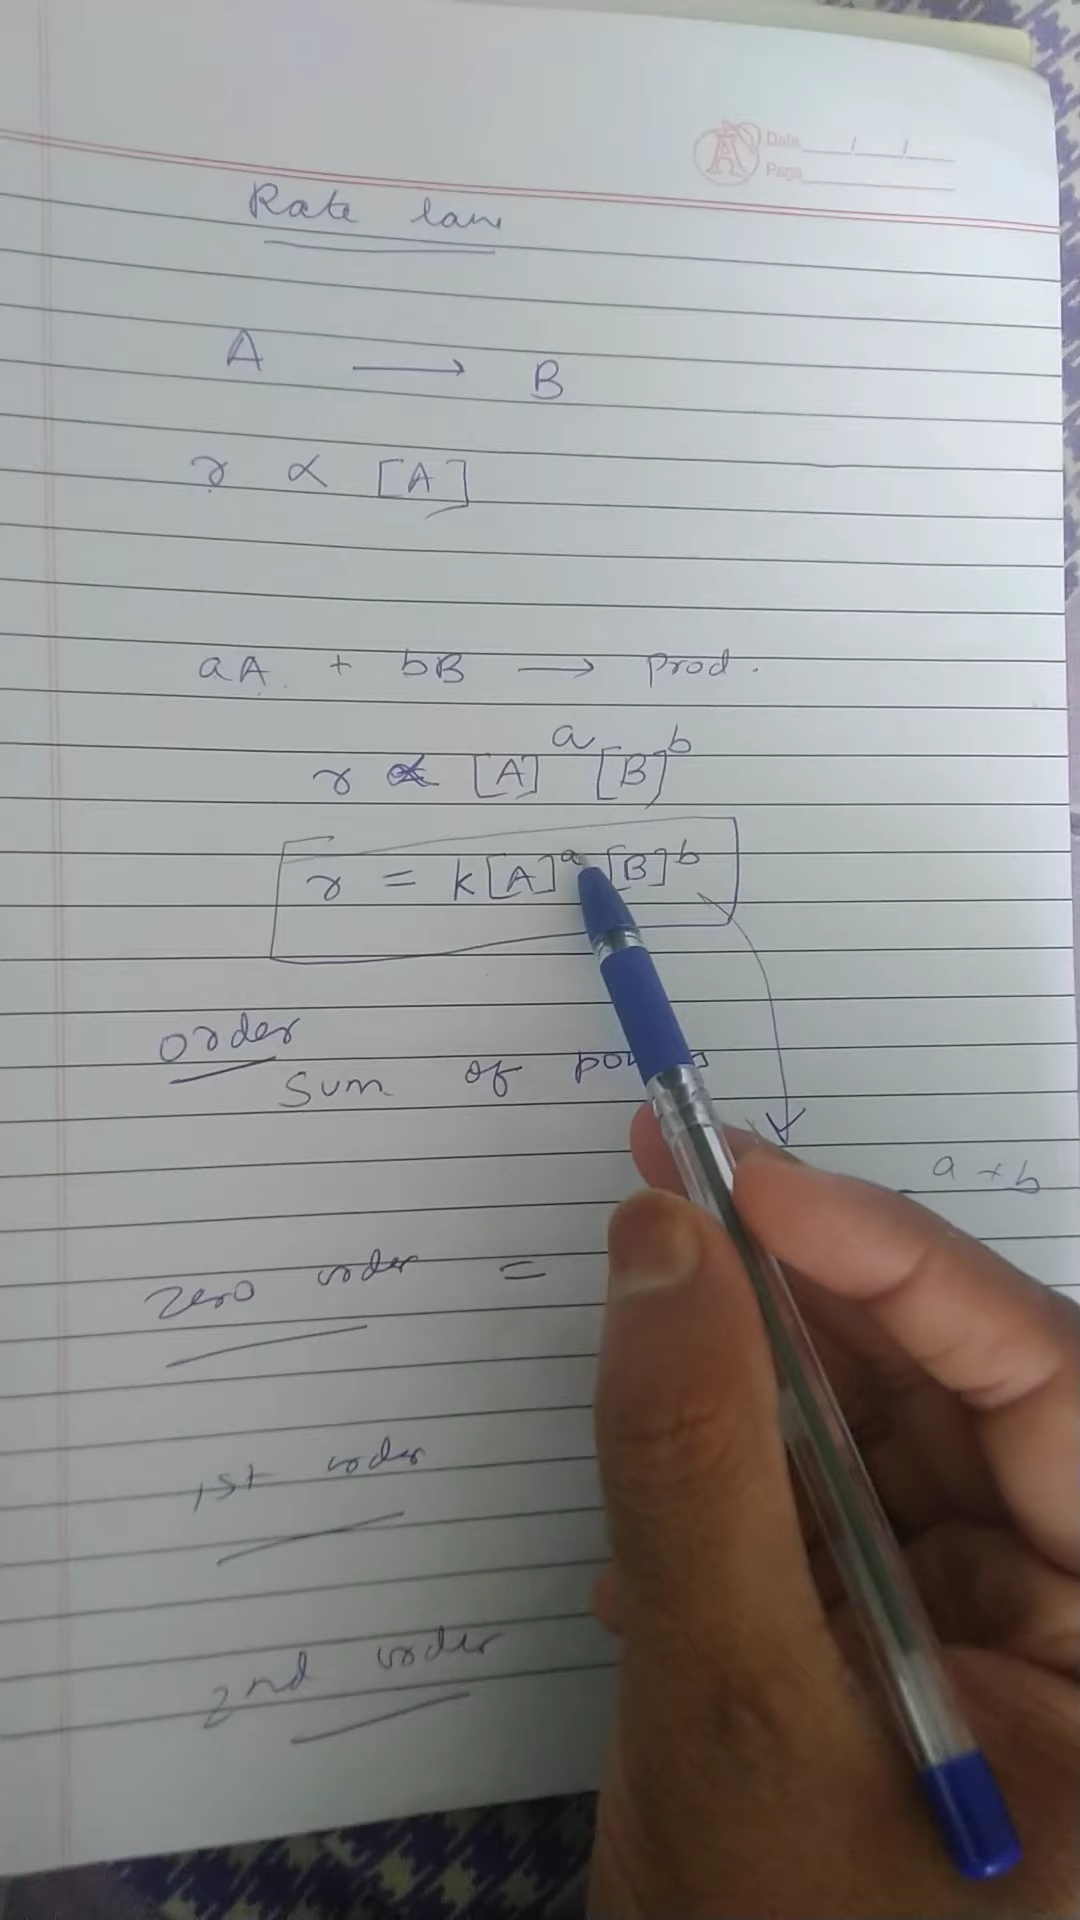 Date / /
Page
Rate law
A ⟶ B
r ∝ [A]
aA + bB ⟶ prod.
r ∝ [A]^a [B]^b
r = k[A]^a [B]^b
order
Sum of
a + b
zero order =
1st order
2nd order